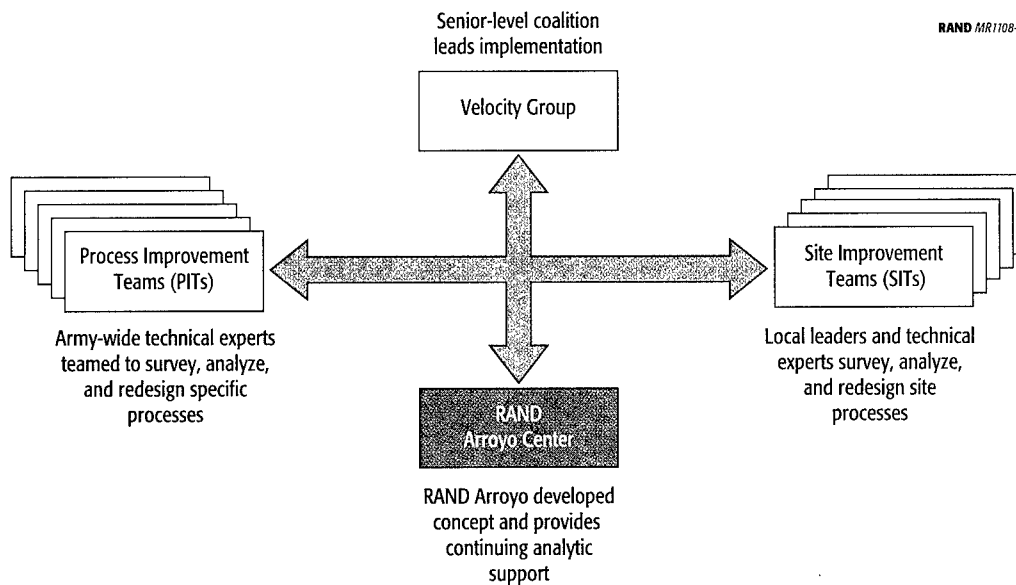 Senior-level coalition
leads implementation
RAND MR1108-
Velocity Group
Process Improvement
Teams (PITs)
Army-wide technical experts
teamed to survey, analyze,
and redesign specific
processes
Site Improvement
Teams (SITs)
Local leaders and technical
experts survey, analyze,
and redesign site
processes
RAND
Arroyo Center
RAND Arroyo developed
concept and provides
continuing analytic
support